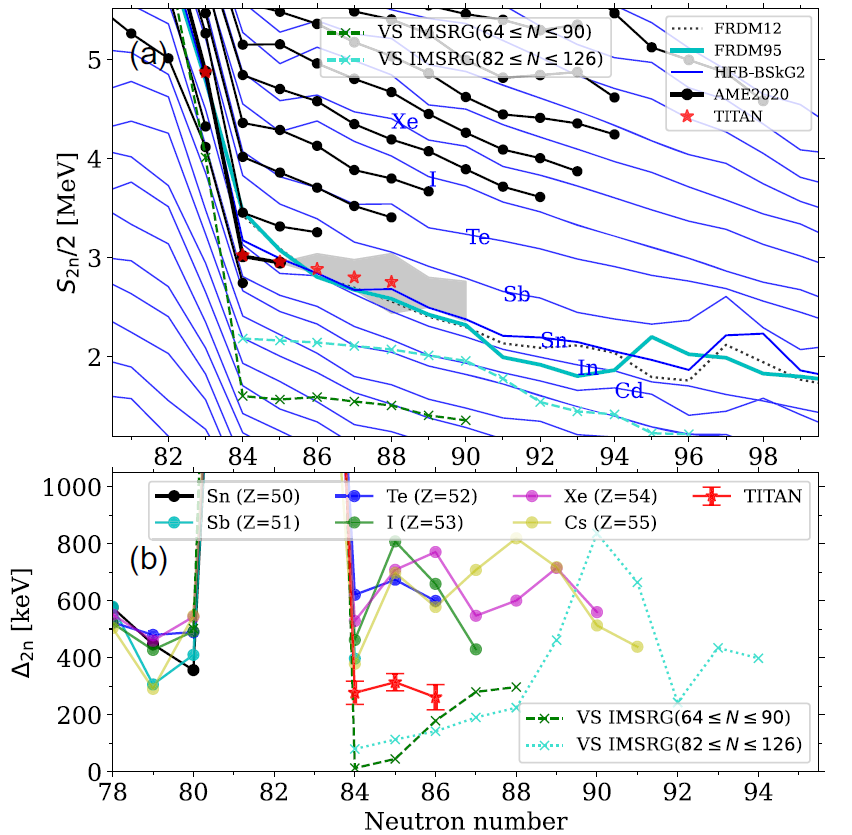 (a)
VS IMSRG(64 ≤ N ≤ 90)
VS IMSRG(82 ≤ N ≤ 126)
FRDM12
FRDM95
HFB-BSkG2
AME2020
TITAN
S2n/2 [MeV]
5
4
3
2
Xe
I
Te
Sb
Sn
In
Cd
82 84 86 88 90 92 94 96 98
(b)
Sn (Z=50) Te (Z=52) Xe (Z=54) TITAN
Sb (Z=51) I (Z=53) Cs (Z=55)
Δ2n [keV]
1000
800
600
400
200
0
VS IMSRG(64 ≤ N ≤ 90)
VS IMSRG(82 ≤ N ≤ 126)
78 80 82 84 86 88 90 92 94
Neutron number